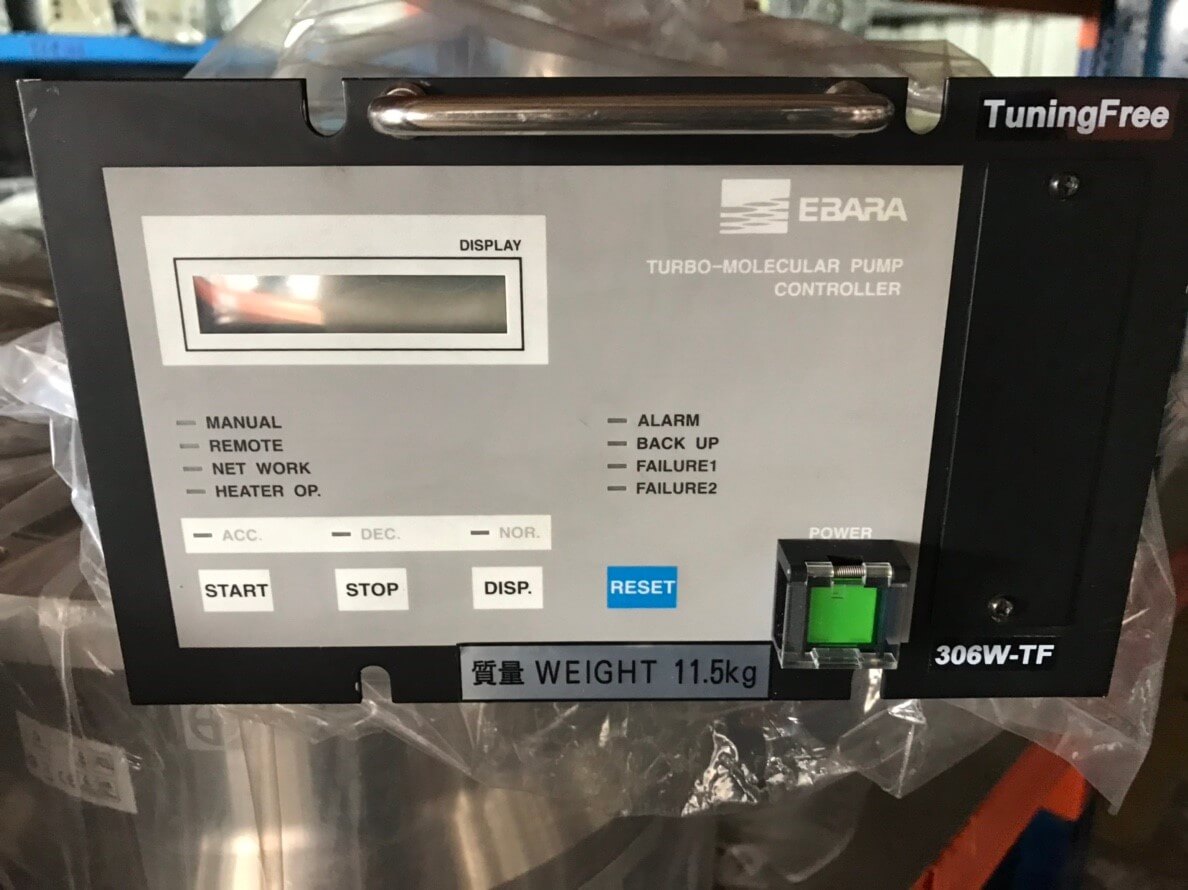 TuningFree
EBARA
DISPLAY
TURBO-MOLECULAR PUMP
CONTROLLER
MANUAL
REMOTE
NET WORK
HEATER OP.
ALARM
BACK UP
FAILURE1
FAILURE2
ACC.
DEC.
NOR.
POWER
START
STOP
DISP.
RESET
306W-TF
質量 WEIGHT 11.5kg